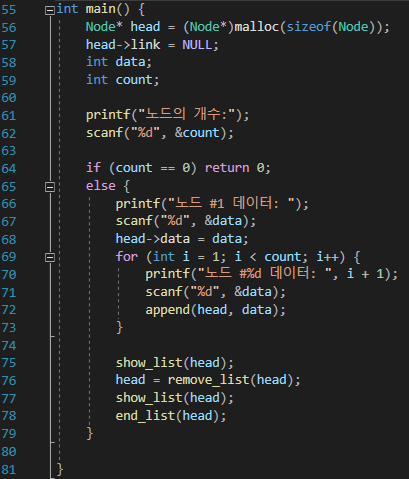 55 int main() {
56 Node* head = (Node*)malloc(sizeof(Node));
57 head->link = NULL;
58 int data;
59 int count;
60
61 printf("노드의 개수:");
62 scanf("%d", &count);
63
64 if (count == 0) return 0;
65 else {
66 printf("노드 #1 데이터: ");
67 scanf("%d", &data);
68 head->data = data;
69 for (int i = 1; i < count; i++) {
70 printf("노드 #%d 데이터: ", i + 1);
71 scanf("%d", &data);
72 append(head, data);
73 }
74
75 show_list(head);
76 head = remove_list(head);
77 show_list(head);
78 end_list(head);
79 }
80
81 }